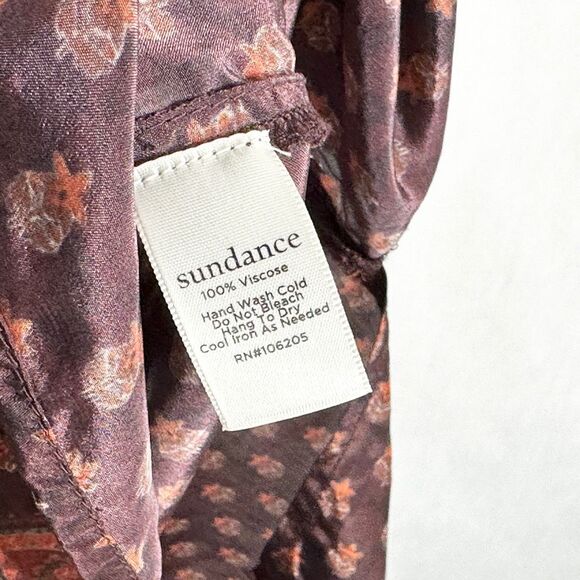 sundance
100% Viscose
Hand Wash Cold
Do Not Bleach
Hang To Dry
Cool Iron As Needed
RN#106205